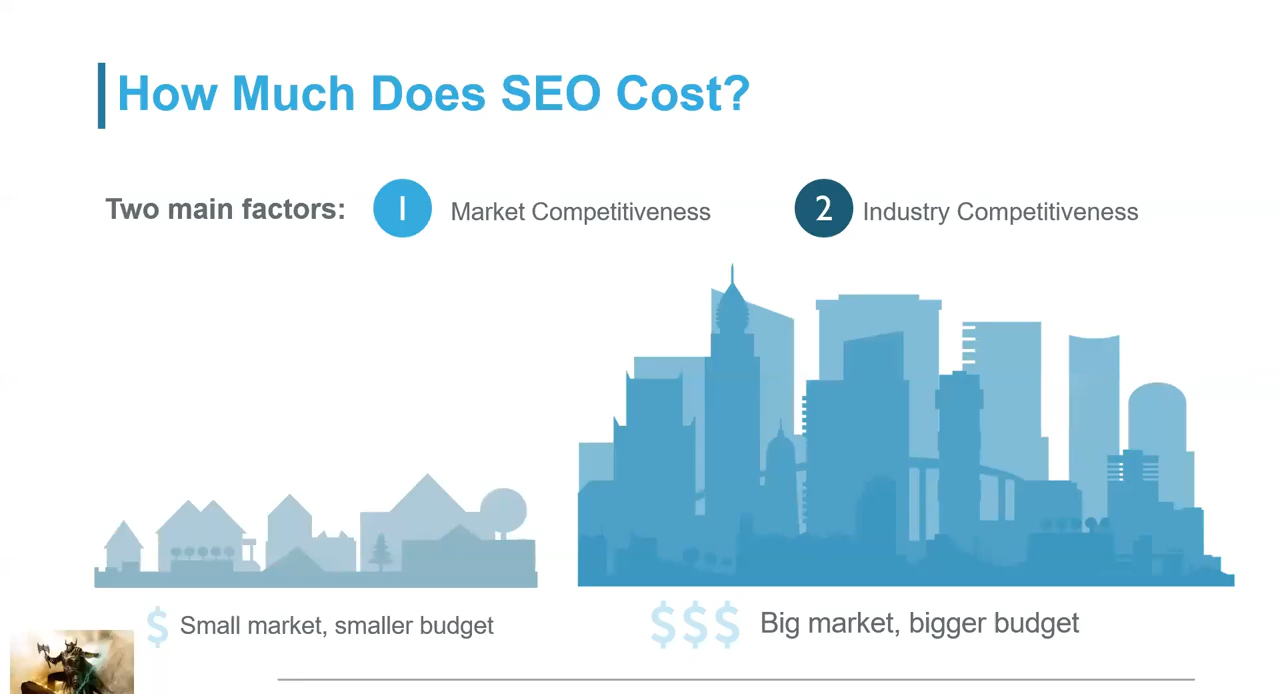 How Much Does SEO Cost?
Two main factors: 1 Market Competitiveness 2 Industry Competitiveness
$ Small market, smaller budget
$$$ Big market, bigger budget